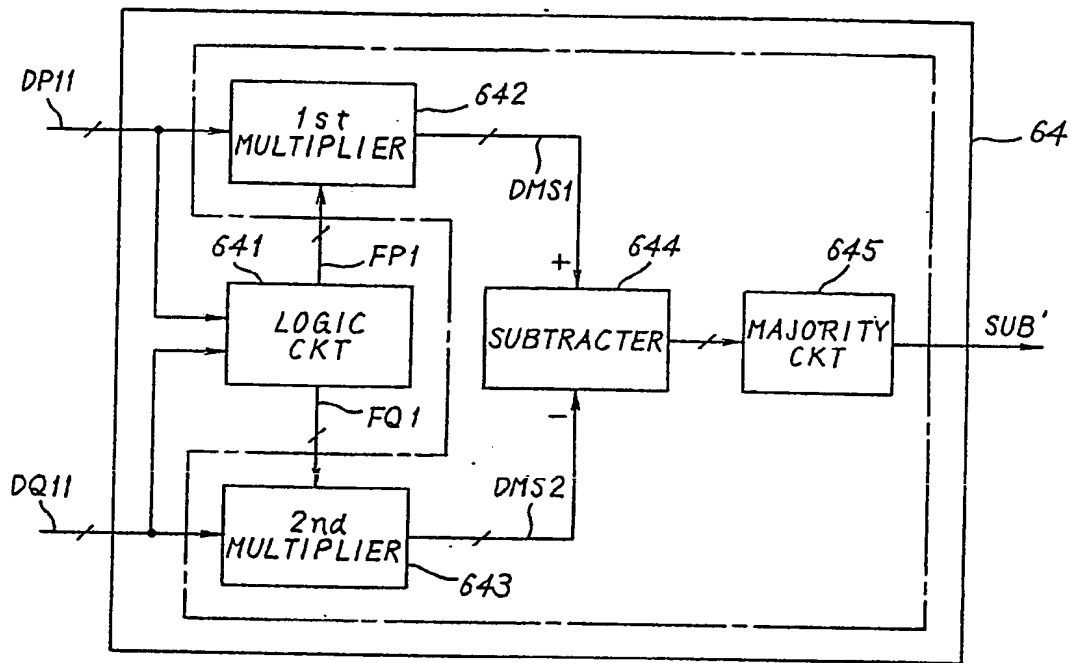 DP11
1st
MULTIPLIER
642
DMS1
64
641
FP1
+
644
645
LOGIC
CKT
SUBTRACTER
MAJORITY
CKT
SUB'
FQ1
-
DQ11
2nd
MULTIPLIER
DMS2
643